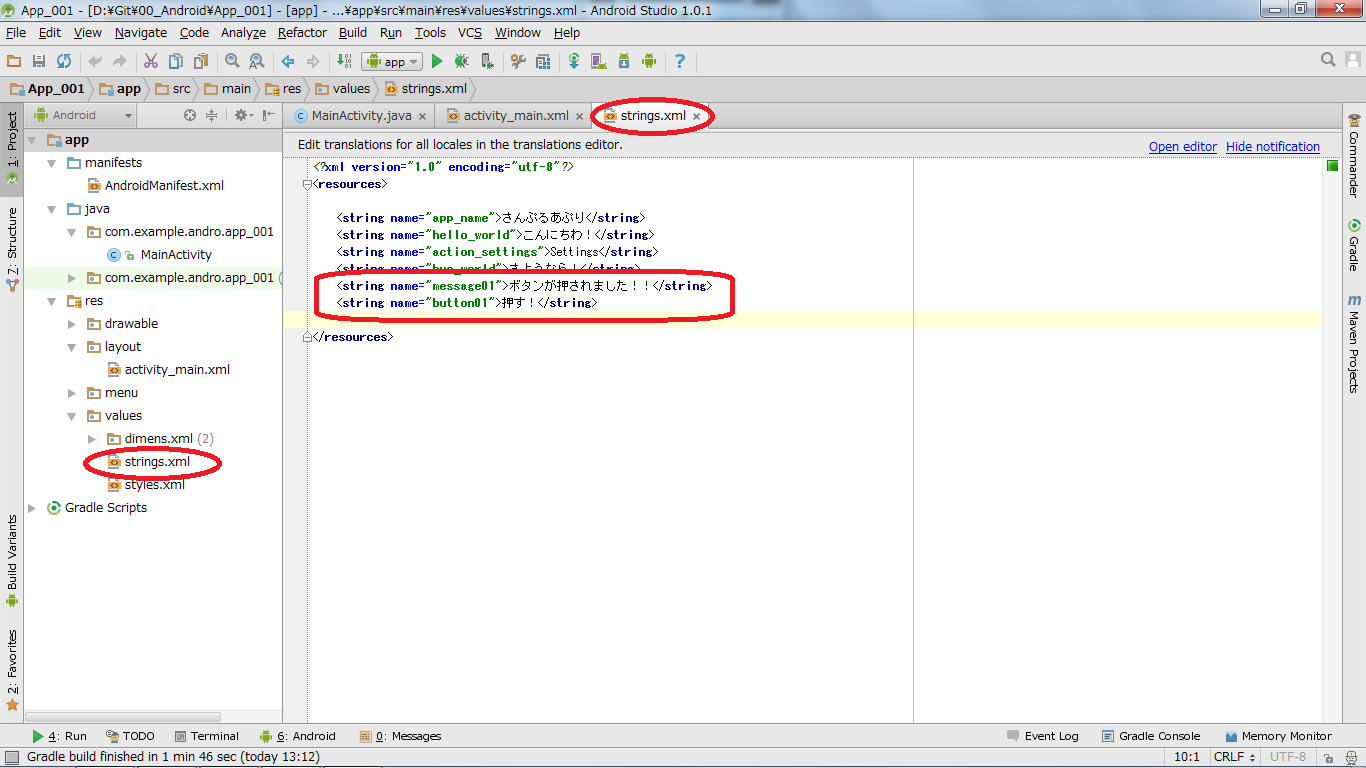 App_001 - [D:¥Git¥00_Android¥App_001] - [app] - ...¥app¥src¥main¥res¥values¥strings.xml - Android Studio 1.0.1
File Edit View Navigate Code Analyze Refactor Build Run Tools VCS Window Help
app
App_001 app src main res values strings.xml
Android
MainActivity.java activity_main.xml strings.xml
Edit translations for all locales in the translations editor.
Open editor Hide notification
1: Project
7: Structure
Build Variants
2: Favorites
app
manifests
AndroidManifest.xml
java
com.example.andro.app_001
MainActivity
com.example.andro.app_001 (
res
drawable
layout
activity_main.xml
menu
values
dimens.xml (2)
strings.xml
styles.xml
Gradle Scripts
<?xml version="1.0" encoding="utf-8"?>
<resources>
<string name="app_name">さんぷるあぷり</string>
<string name="hello_world">こんにちわ！</string>
<string name="action_settings">Settings</string>
<string name="bye_world">さようなら！</string>
<string name="message01">ボタンが押されました！！</string>
<string name="button01">押す！</string>
</resources>
Commander
Gradle
m
Maven Projects
4: Run TODO Terminal 6: Android 0: Messages Event Log Gradle Console Memory Monitor
Gradle build finished in 1 min 46 sec (today 13:12) 10:1 CRLF UTF-8